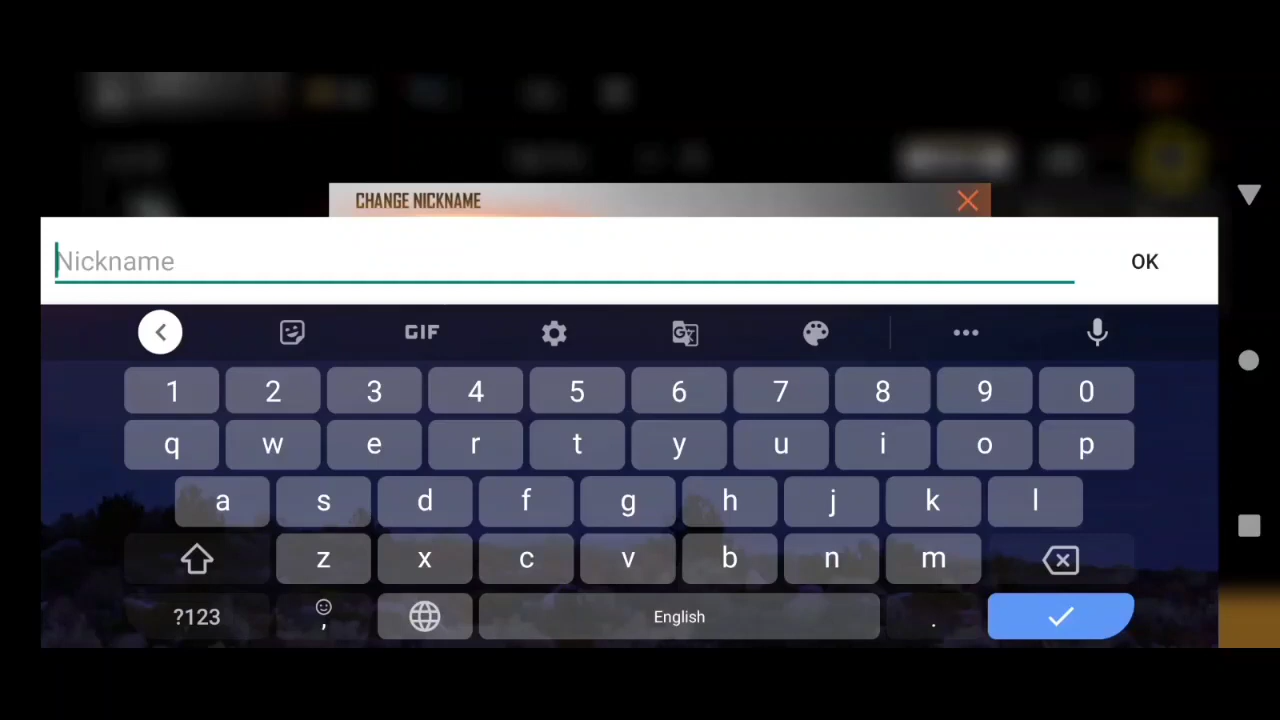 CHANGE NICKNAME
Nickname
OK
GIF
1 2 3 4 5 6 7 8 9 0
q w e r t y u i o p
a s d f g h j k l
z x c v b n m
?123 , English .